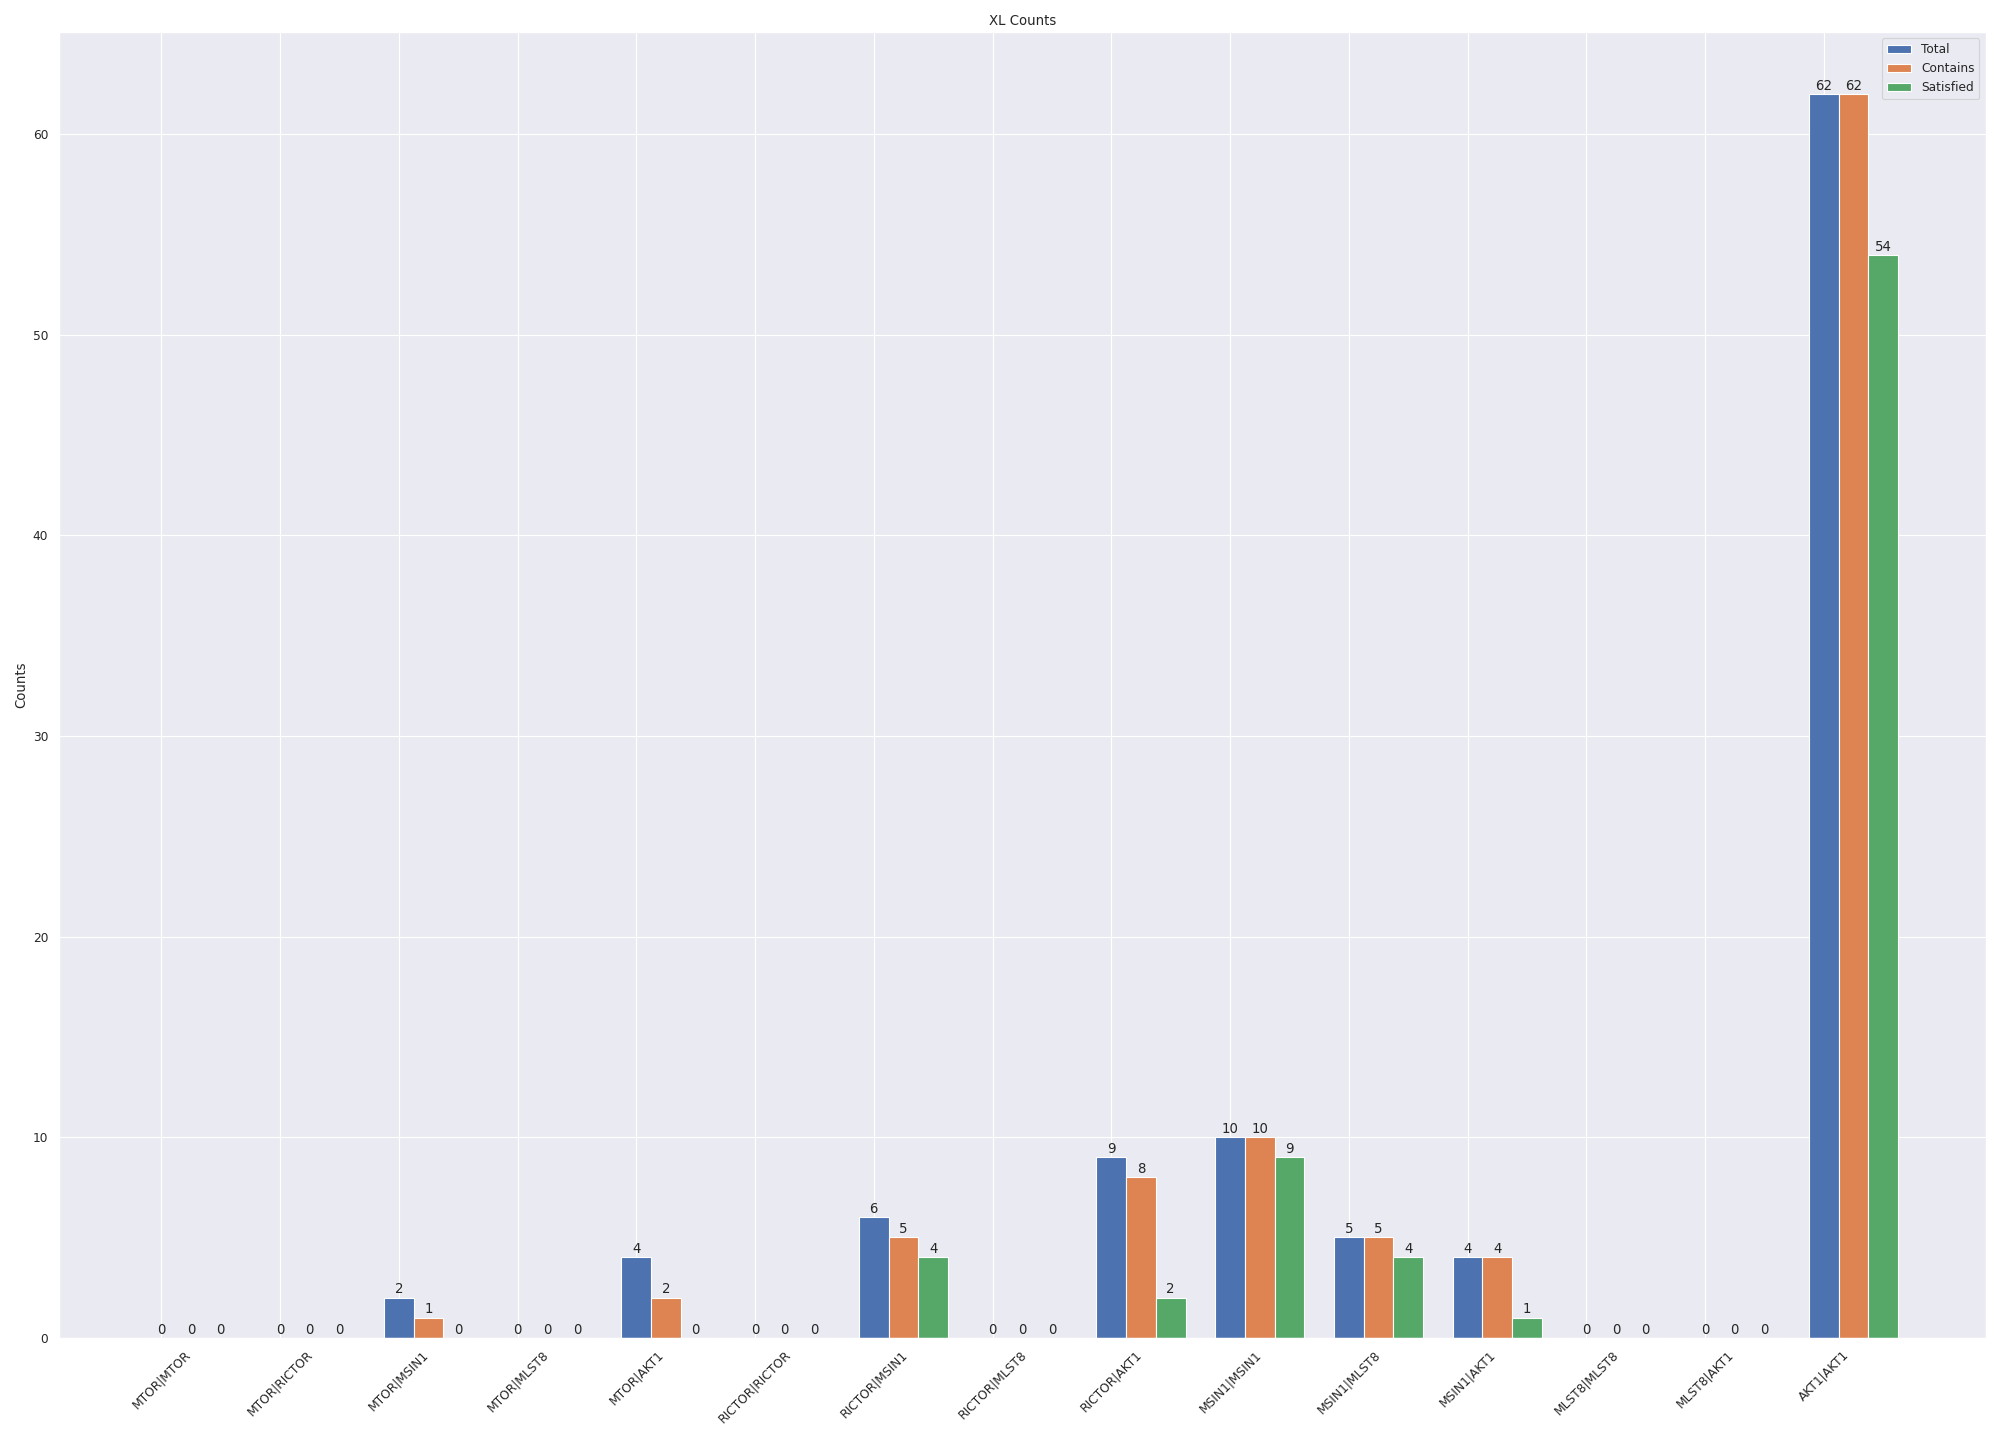 XL Counts
Total
Contains
Satisfied
62 62
60
54
50
40
Counts
30
20
10
10 10 9
9 8 2
6 5 4
5 5 4
4 2 0
4 4 1
2 1 0
0
0 0 0
0 0 0
0 0 0
0 0 0
0 0 0
0 0 0
0 0 0
MTOR|MTOR
MTOR|RICTOR
MTOR|MSIN1
MTOR|MLST8
MTOR|AKT1
RICTOR|RICTOR
RICTOR|MSIN1
RICTOR|MLST8
RICTOR|AKT1
MSIN1|MSIN1
MSIN1|MLST8
MSIN1|AKT1
MLST8|MLST8
MLST8|AKT1
AKT1|AKT1